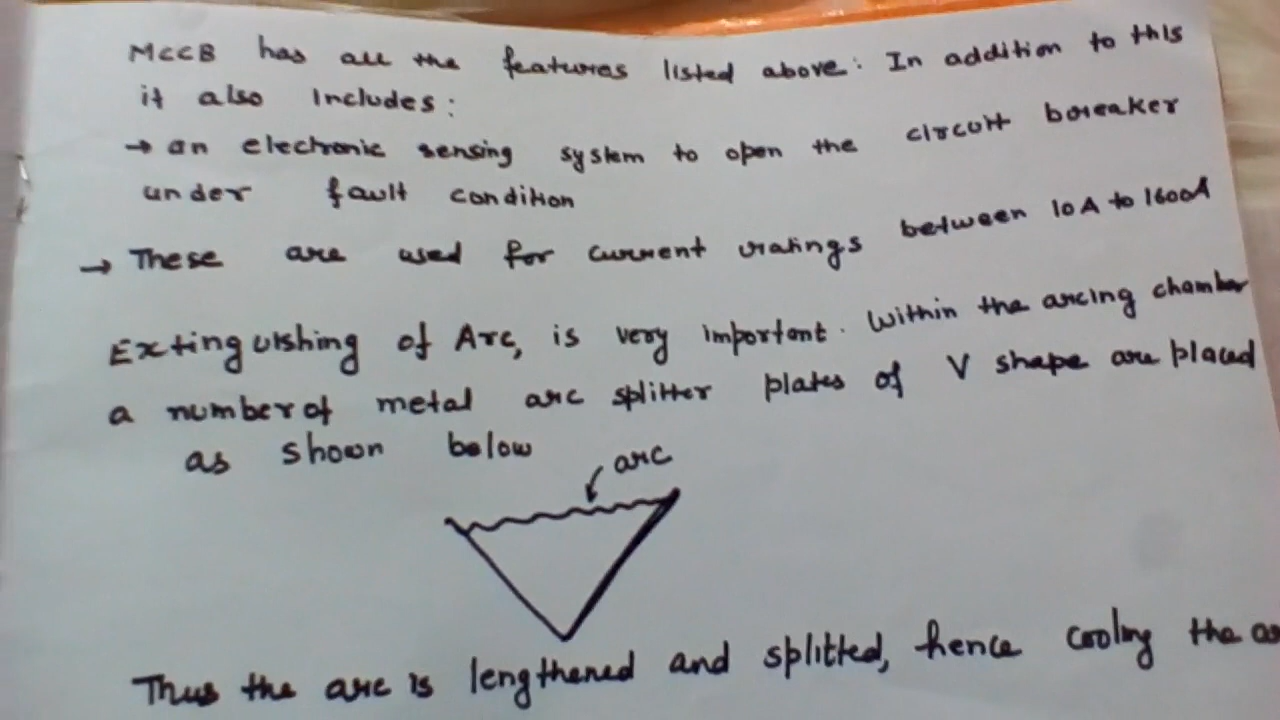 MCCB has all the features listed above. In addition to this
it also Includes:
→ an electronic sensing system to open the circuit breaker
under fault condition
→ These are used for current ratings between 10A to 1600A
Extinguishing of Arc, is very important. Within the arcing chamber
a number of metal arc splitter plates of V shape are placed
as shown below
arc
Thus the arc is lengthened and splitted, hence cooling the